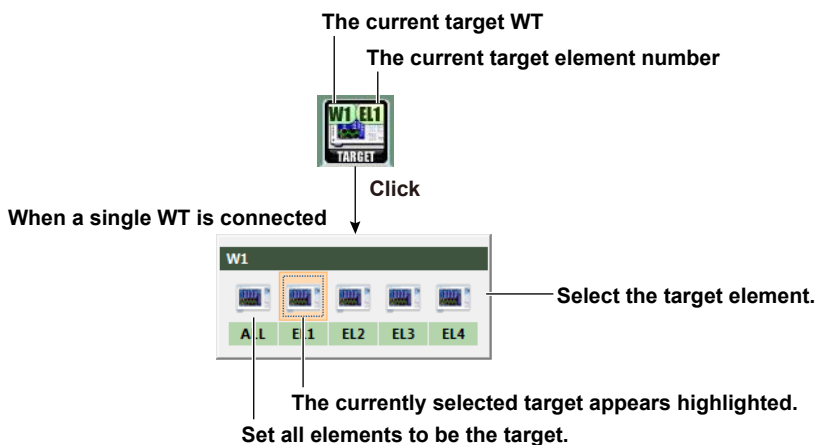 The current target WT
The current target element number
W1 EL1
TARGET
Click
When a single WT is connected
W1
Select the target element.
ALL EL1 EL2 EL3 EL4
The currently selected target appears highlighted.
Set all elements to be the target.